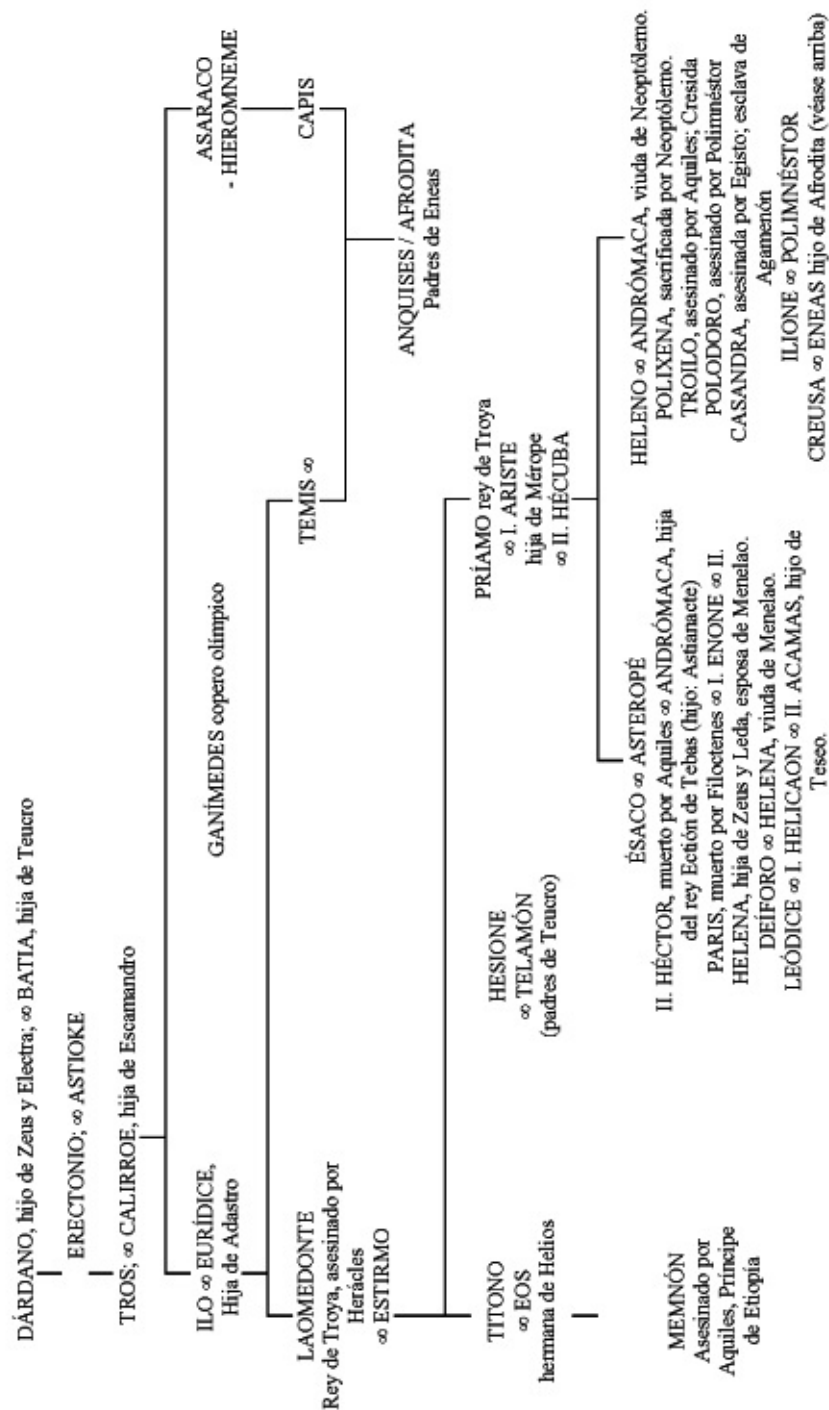 DÁRDANO, hijo de Zeus y Electra; ∞ BATIA, hija de Teucro
ERECTONIO; ∞ ASTIOKE
TROS; ∞ CALIRROE, hija de Escamandro
ILO ∞ EURÍDICE,
Hija de Adastro
GANÍMEDES copero olímpico
ASARACO
- HIEROMNEME
LAOMEDONTE
Rey de Troya, asesinado por
Herácles
∞ ESTIRMO
TEMIS ∞
CAPIS
ANQUISES / AFRODITA
Padres de Eneas
TITONO
∞ EOS
hermana de Helios
HESIONE
∞ TELAMÓN
(padres de Teucro)
PRÍAMO rey de Troya
∞ I. ARISTE
hija de Mérope
∞ II. HÉCUBA
MEMNÓN
Asesinado por
Aquiles, Príncipe
de Etiopía
ÉSACO ∞ ASTEROPÉ
II. HÉCTOR, muerto por Aquiles ∞ ANDRÓMACA, hija
del rey Ectión de Tebas (hijo: Astianacte)
PARIS, muerto por Filoctenes ∞ I. ENONE ∞ II.
HELENA, hija de Zeus y Leda, esposa de Menelao.
DEÍFORO ∞ HELENA, viuda de Menelao.
LEÓDICE ∞ I. HELICAON ∞ II. ACAMAS, hijo de
Teseo.
HELENO ∞ ANDRÓMACA, viuda de Neoptólemo.
POLIXENA, sacrificada por Neoptólemo.
TROILO, asesinado por Aquiles; Cresida
POLODORO, asesinado por Polimnéstor
CASANDRA, asesinada por Egisto; esclava de
Agamenón
ILIONE ∞ POLIMNÉSTOR
CREUSA ∞ ENEAS hijo de Afrodita (véase arriba)